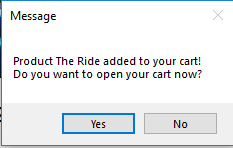 Message
Product The Ride added to your cart!
Do you want to open your cart now?
Yes
No